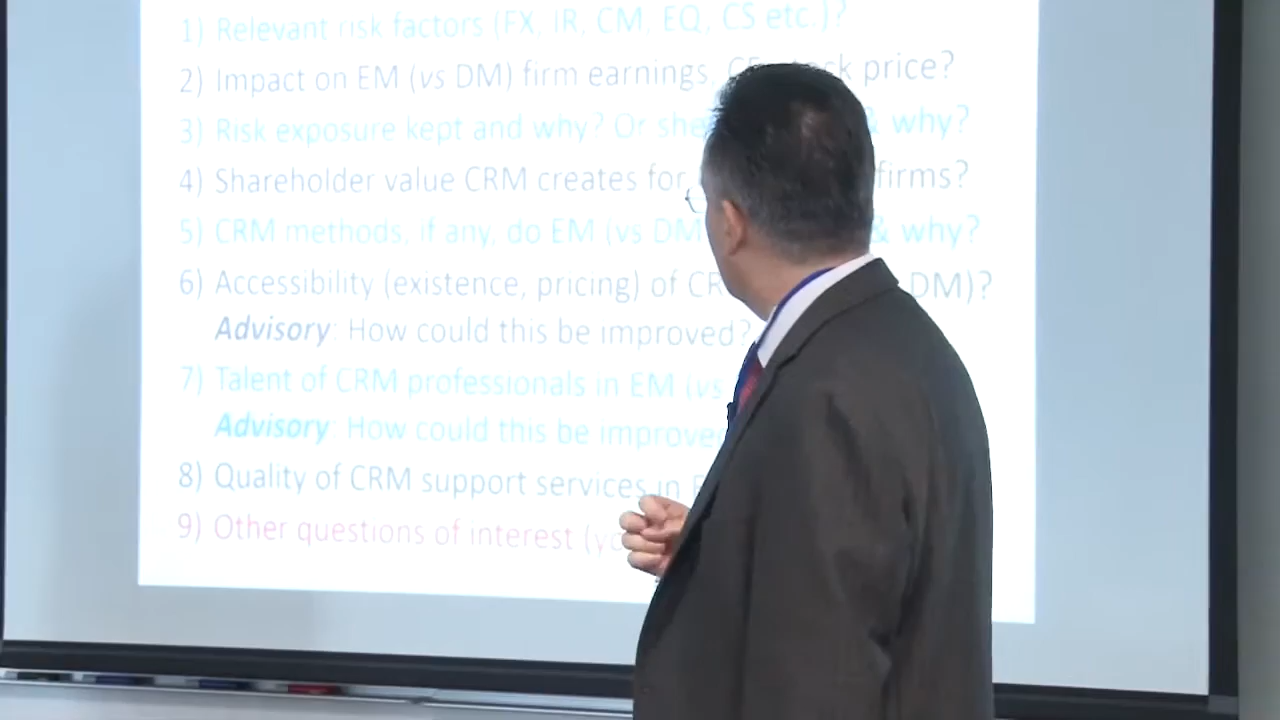 1) Relevant risk factors (FX, IR, CM, EQ, CS etc.)?
2) Impact on EM (vs DM) firm earnings, price?
3) Risk exposure kept and why? Or & why?
4) Shareholder value CRM creates for firms?
5) CRM methods, if any, do EM (vs DM & why?
6) Accessibility (existence, pricing) of DM)?
Advisory: How could this be improved?
7) Talent of CRM professionals in EM (vs
Advisory: How could this be
8) Quality of CRM support services in
9) Other questions of interest